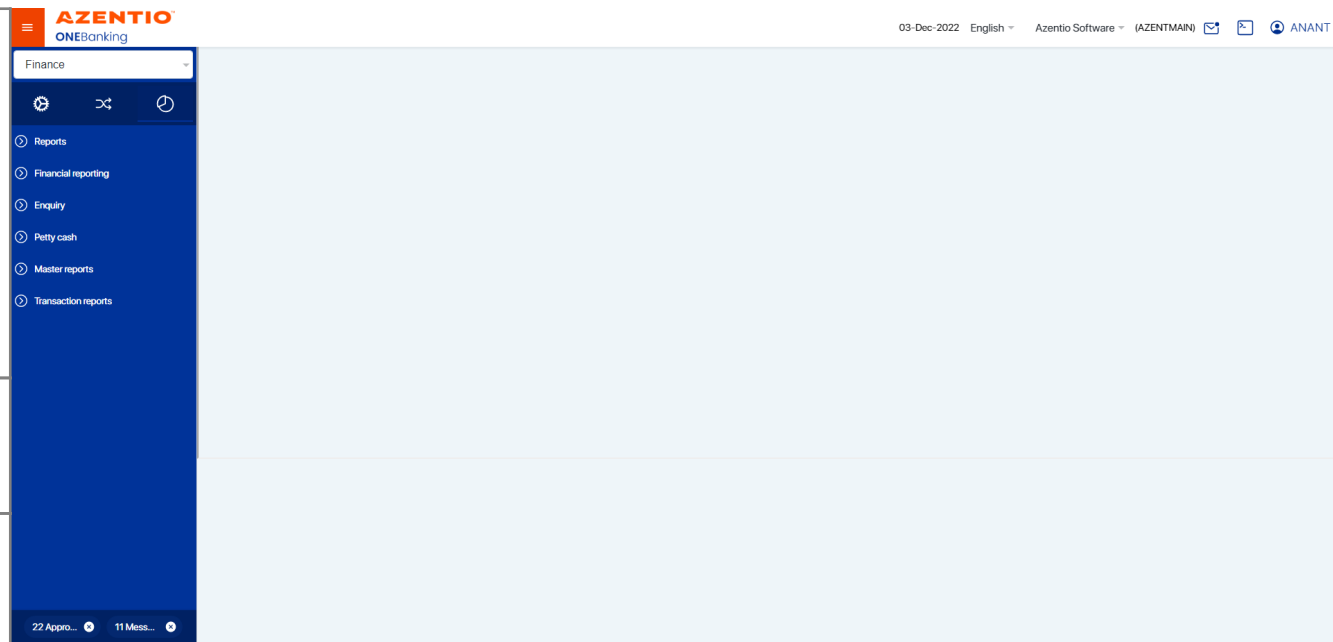 AZENTIO
ONEBanking
03-Dec-2022 English Azentio Software (AZENTMAIN) ANANT
Finance
Reports
Financial reporting
Enquiry
Petty cash
Master reports
Transaction reports
22 Appro... 11 Mess...